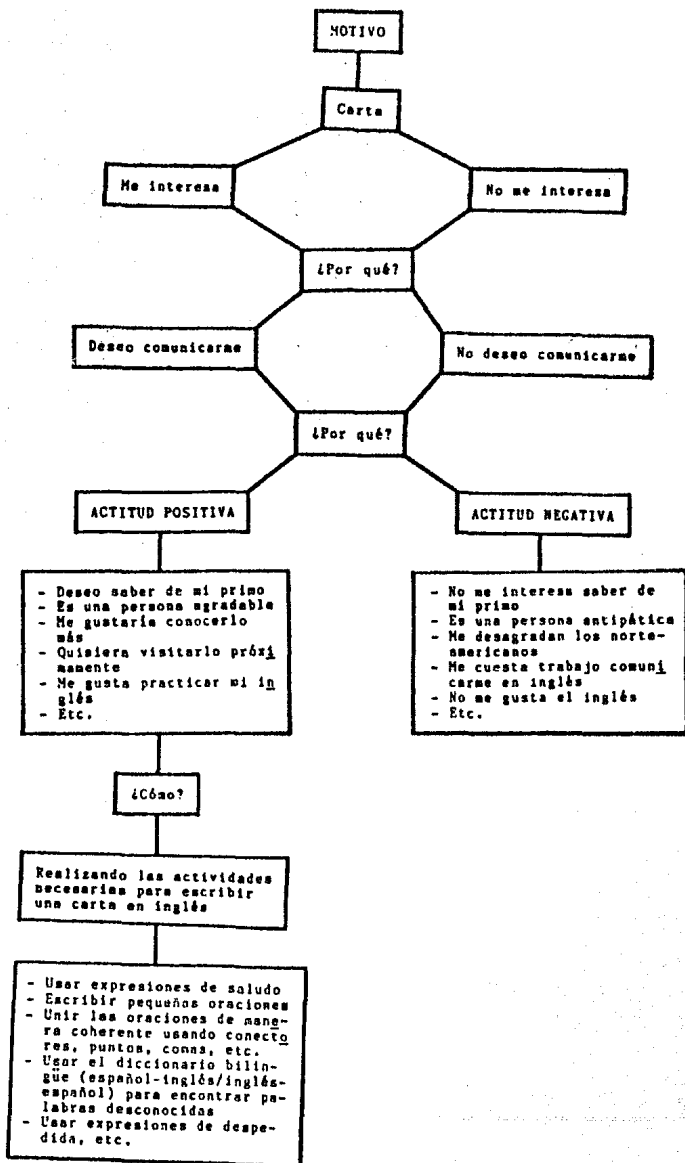 MOTIVO
Carta
Me interesa
No me interesa
¿Por qué?
Deseo comunicarme
No deseo comunicarme
¿Por qué?
ACTITUD POSITIVA
ACTITUD NEGATIVA
- Deseo saber de mi primo
- Es una persona agradable
- Me gustaría conocerlo
más
- Quisiera visitarlo próxi
mamente
- Me gusta practicar mi in
glés
- Etc.
- No me interesa saber de
mi primo
- Es una persona antipática
- Me desagradan los norte-
americanos
- Me cuesta trabajo comuni
carme en inglés
- No me gusta el inglés
- Etc.
¿Cómo?
Realizando las actividades
necesarias para escribir
una carta en inglés
- Usar expresiones de saludo
- Escribir pequeñas oraciones
- Unir las oraciones de mane-
ra coherente usando conecto
res, puntos, comas, etc.
- Usar el diccionario bilin-
güe (español-inglés/inglés-
español) para encontrar pa-
labras desconocidas
- Usar expresiones de despe-
dida, etc.